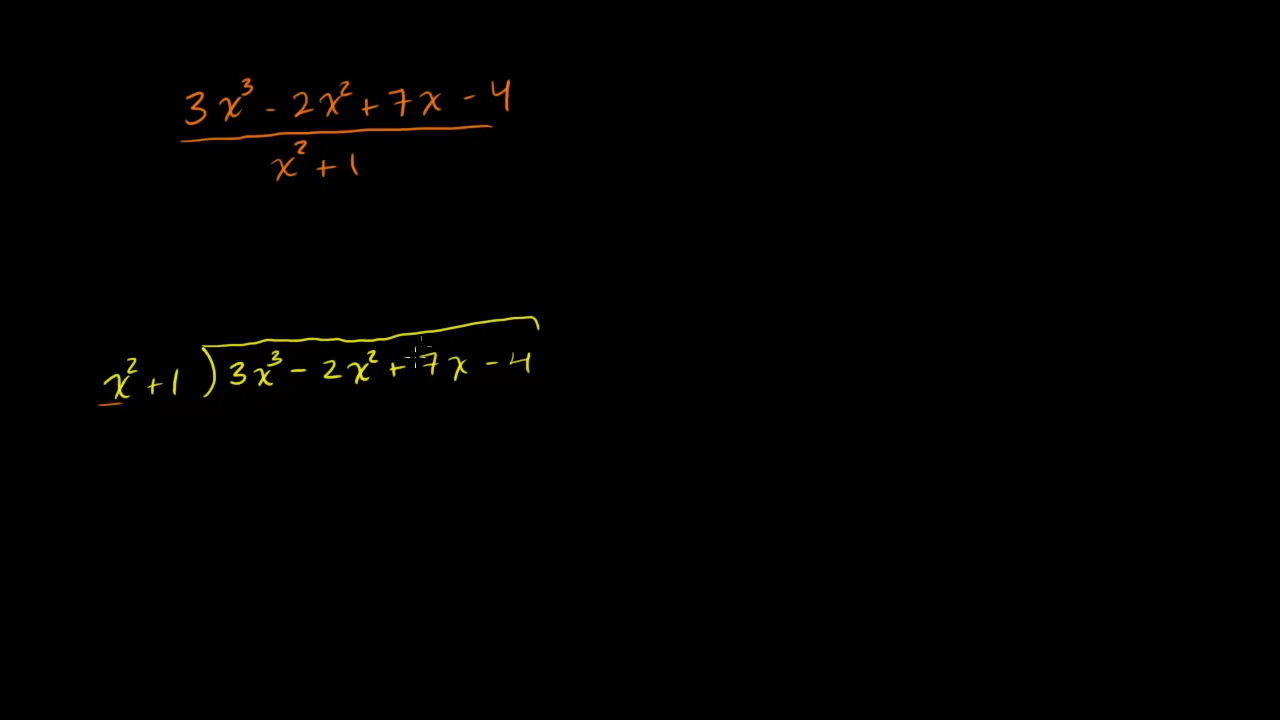 3x³ - 2x² + 7x - 4
x² + 1
x² + 1 ) 3x³ - 2x² + 7x - 4